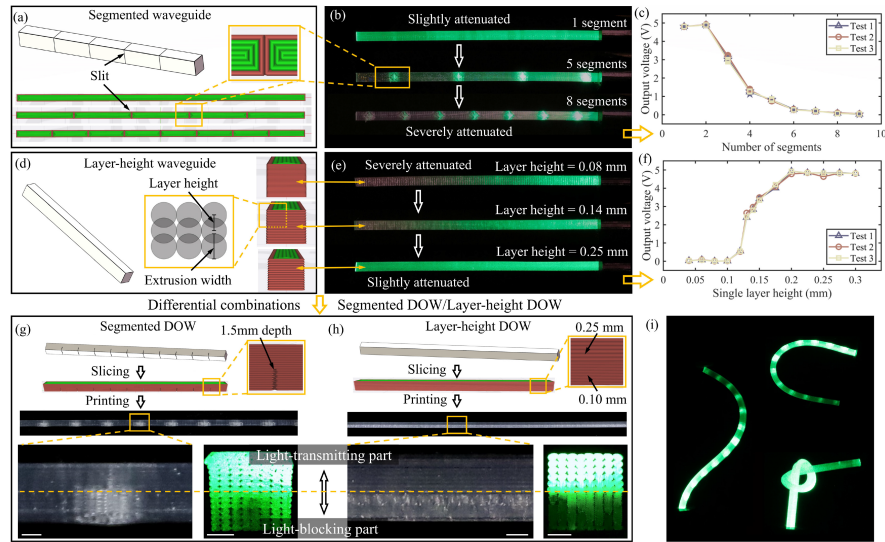 (a)
Segmented waveguide
Slit
(b)
Slightly attenuated
1 segment
5 segments
8 segments
Severely attenuated
(c)
Output voltage (V)
5
4
3
2
1
0
0 2 4 6 8 10
Number of segments
Test 1
Test 2
Test 3
(d)
Layer-height waveguide
Layer height
Extrusion width
(e)
Severely attenuated
Layer height = 0.08 mm
Layer height = 0.14 mm
Layer height = 0.25 mm
Slightly attenuated
(f)
Output voltage (V)
6
5
4
3
2
1
0
0.05 0.1 0.15 0.2 0.25 0.3
Single layer height (mm)
Test 1
Test 2
Test 3
Differential combinations
Segmented DOW/Layer-height DOW
(g)
Segmented DOW
1.5mm depth
Slicing
Printing
(h)
Layer-height DOW
0.25 mm
0.10 mm
Slicing
Printing
Light-transmitting part
Light-blocking part
(i)